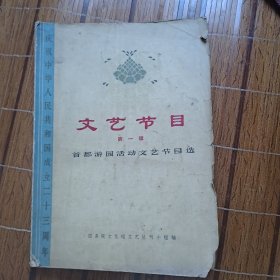 庆祝中华人民共和国成立二十三周年
文艺节目
第一辑
首都游园活动文艺节目选